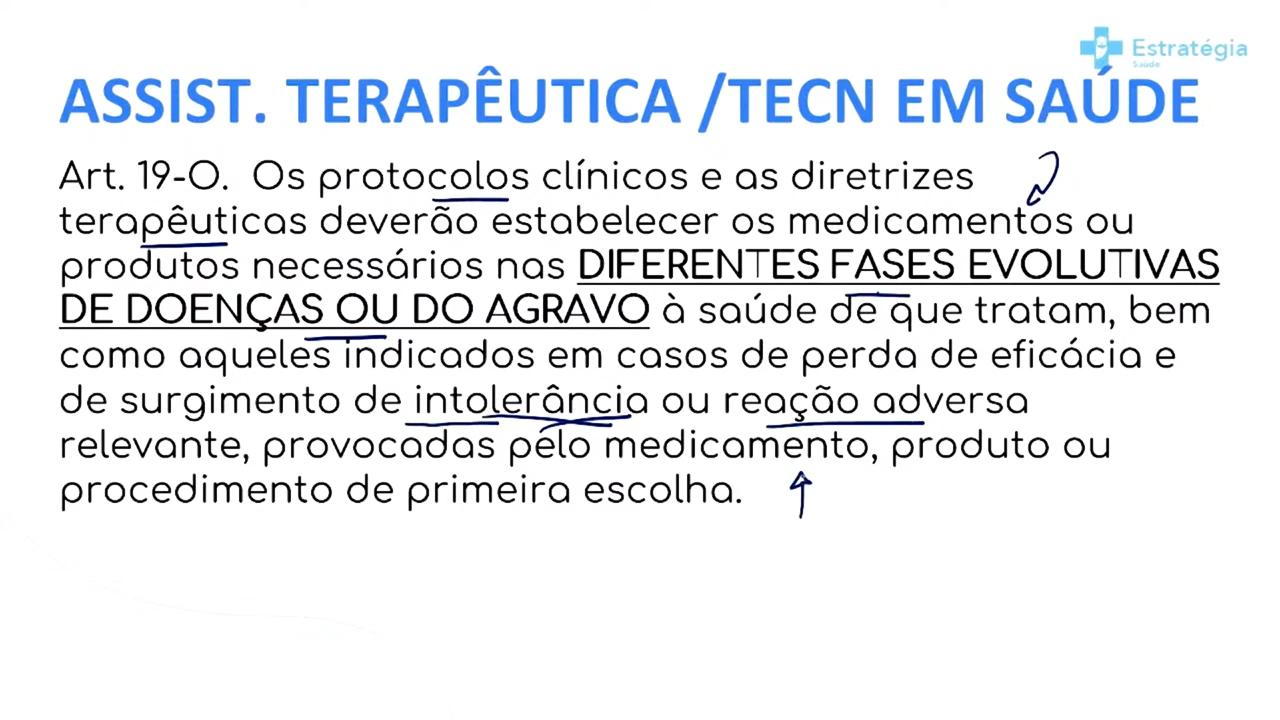 Estratégia
Saúde
ASSIST. TERAPÊUTICA /TECN EM SAÚDE
Art. 19-O. Os protocolos clínicos e as diretrizes
terapêuticas deverão estabelecer os medicamentos ou
produtos necessários nas DIFERENTES FASES EVOLUTIVAS
DE DOENÇAS OU DO AGRAVO à saúde de que tratam, bem
como aqueles indicados em casos de perda de eficácia e
de surgimento de intolerância ou reação adversa
relevante, provocadas pelo medicamento, produto ou
procedimento de primeira escolha.